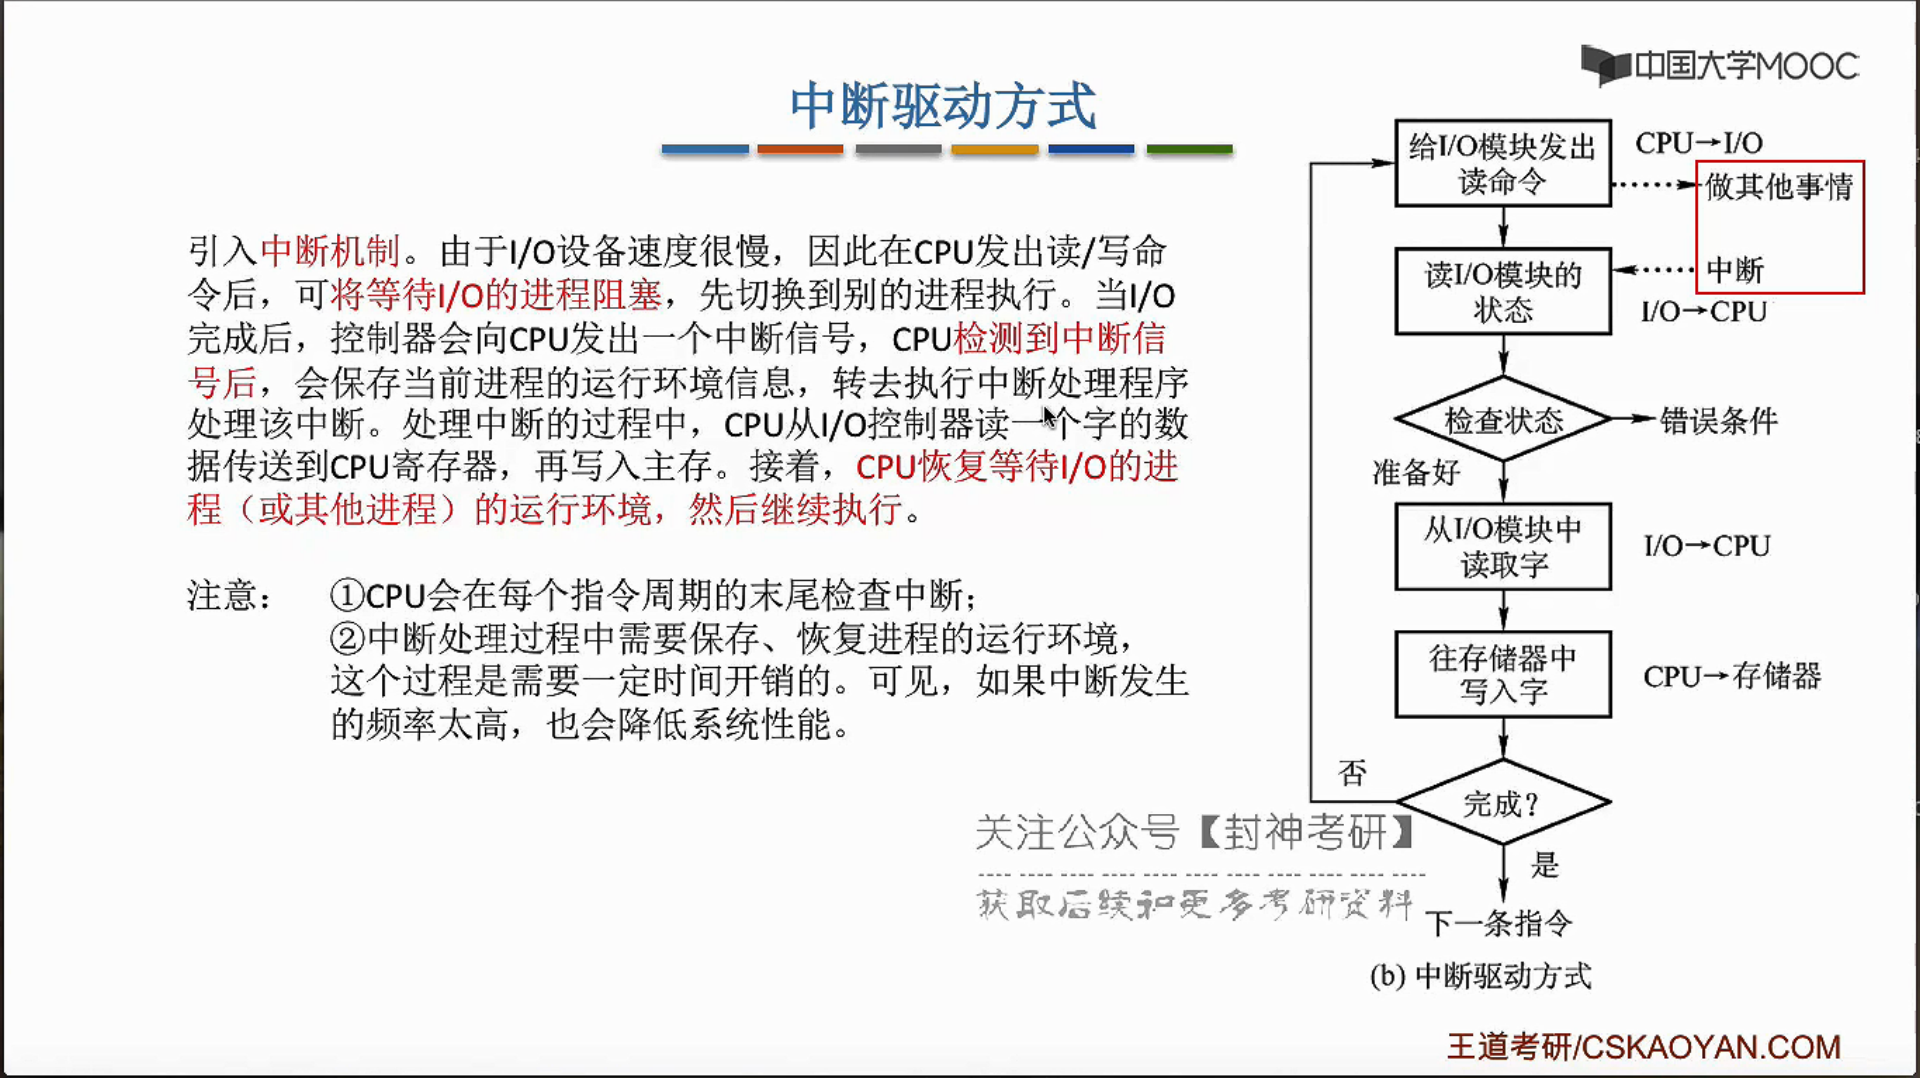 中国大学MOOC
中断驱动方式
引入中断机制。由于I/O设备速度很慢，因此在CPU发出读/写命
令后，可将等待I/O的进程阻塞，先切换到别的进程执行。当I/O
完成后，控制器会向CPU发出一个中断信号，CPU检测到中断信
号后，会保存当前进程的运行环境信息，转去执行中断处理程序
处理该中断。处理中断的过程中，CPU从I/O控制器读一个字的数
据传送到CPU寄存器，再写入主存。接着，CPU恢复等待I/O的进
程（或其他进程）的运行环境，然后继续执行。
注意：
①CPU会在每个指令周期的末尾检查中断；
②中断处理过程中需要保存、恢复进程的运行环境，
这个过程是需要一定时间开销的。可见，如果中断发生
的频率太高，也会降低系统性能。
给I/O模块发出
读命令
CPU→I/O
做其他事情
读I/O模块的
状态
中断
I/O→CPU
检查状态
错误条件
准备好
从I/O模块中
读取字
I/O→CPU
往存储器中
写入字
CPU→存储器
否
完成？
是
下一条指令
(b) 中断驱动方式
关注公众号【封神考研】
获取后续和更多考研资料
王道考研/CSKAOYAN.COM